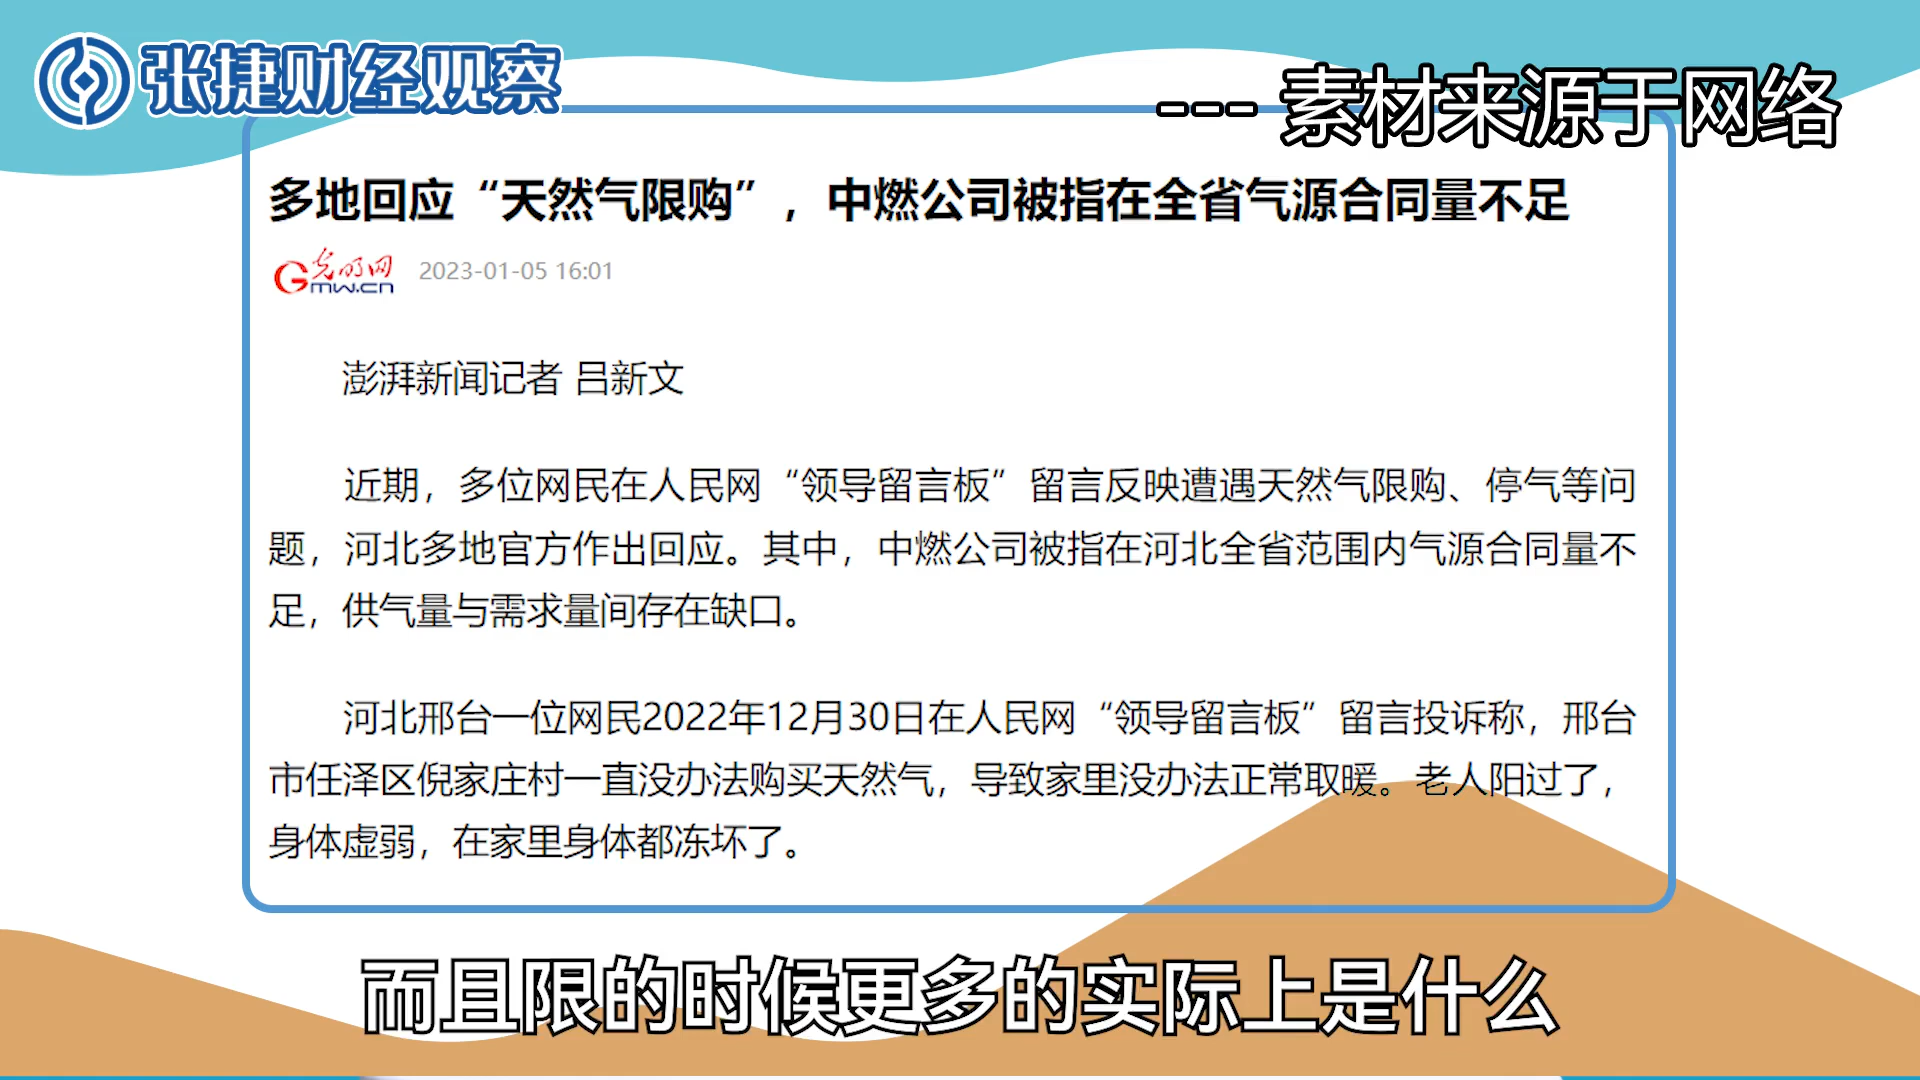 张捷财经观察
--- 素材来源于网络
多地回应“天然气限购”，中燃公司被指在全省气源合同量不足
光明网
GMW.CN 2023-01-05 16:01
澎湃新闻记者 吕新文
近期，多位网民在人民网“领导留言板”留言反映遭遇天然气限购、停气等问
题，河北多地官方作出回应。其中，中燃公司被指在河北全省范围内气源合同量不
足，供气量与需求量间存在缺口。
河北邢台一位网民2022年12月30日在人民网“领导留言板”留言投诉称，邢台
市任泽区倪家庄村一直没办法购买天然气，导致家里没办法正常取暖。老人阳过了，
身体虚弱，在家里身体都冻坏了。
而且限的时候更多的实际上是什么